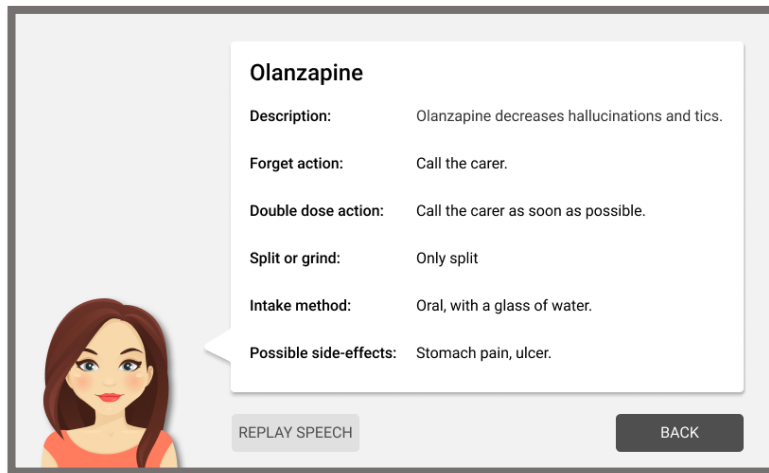 Olanzapine
Description: Olanzapine decreases hallucinations and tics.
Forget action: Call the carer.
Double dose action: Call the carer as soon as possible.
Split or grind: Only split
Intake method: Oral, with a glass of water.
Possible side-effects: Stomach pain, ulcer.
REPLAY SPEECH BACK